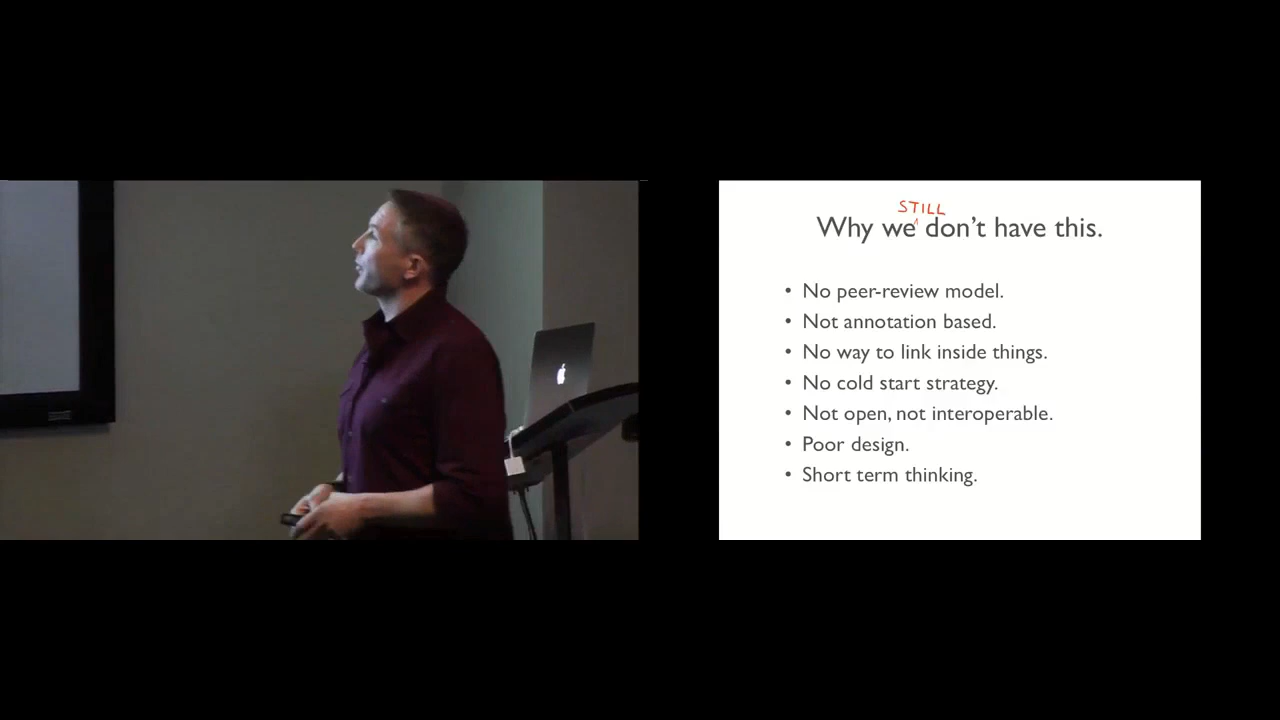 STILL
Why we ^ don't have this.
• No peer-review model.
• Not annotation based.
• No way to link inside things.
• No cold start strategy.
• Not open, not interoperable.
• Poor design.
• Short term thinking.